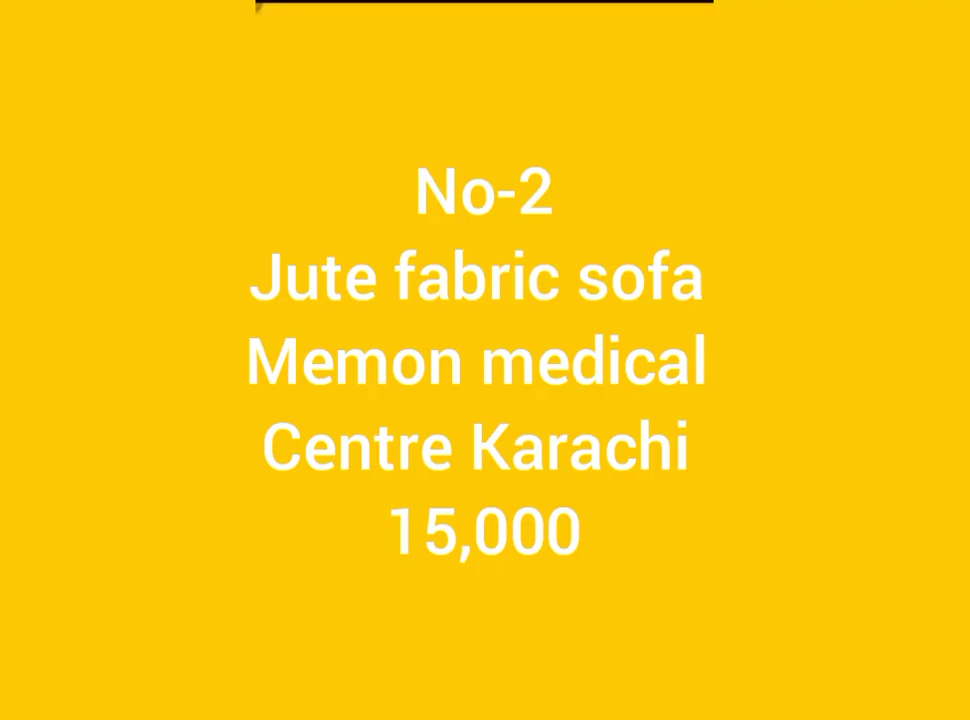 No-2
Jute fabric sofa
Memon medical
Centre Karachi
15,000